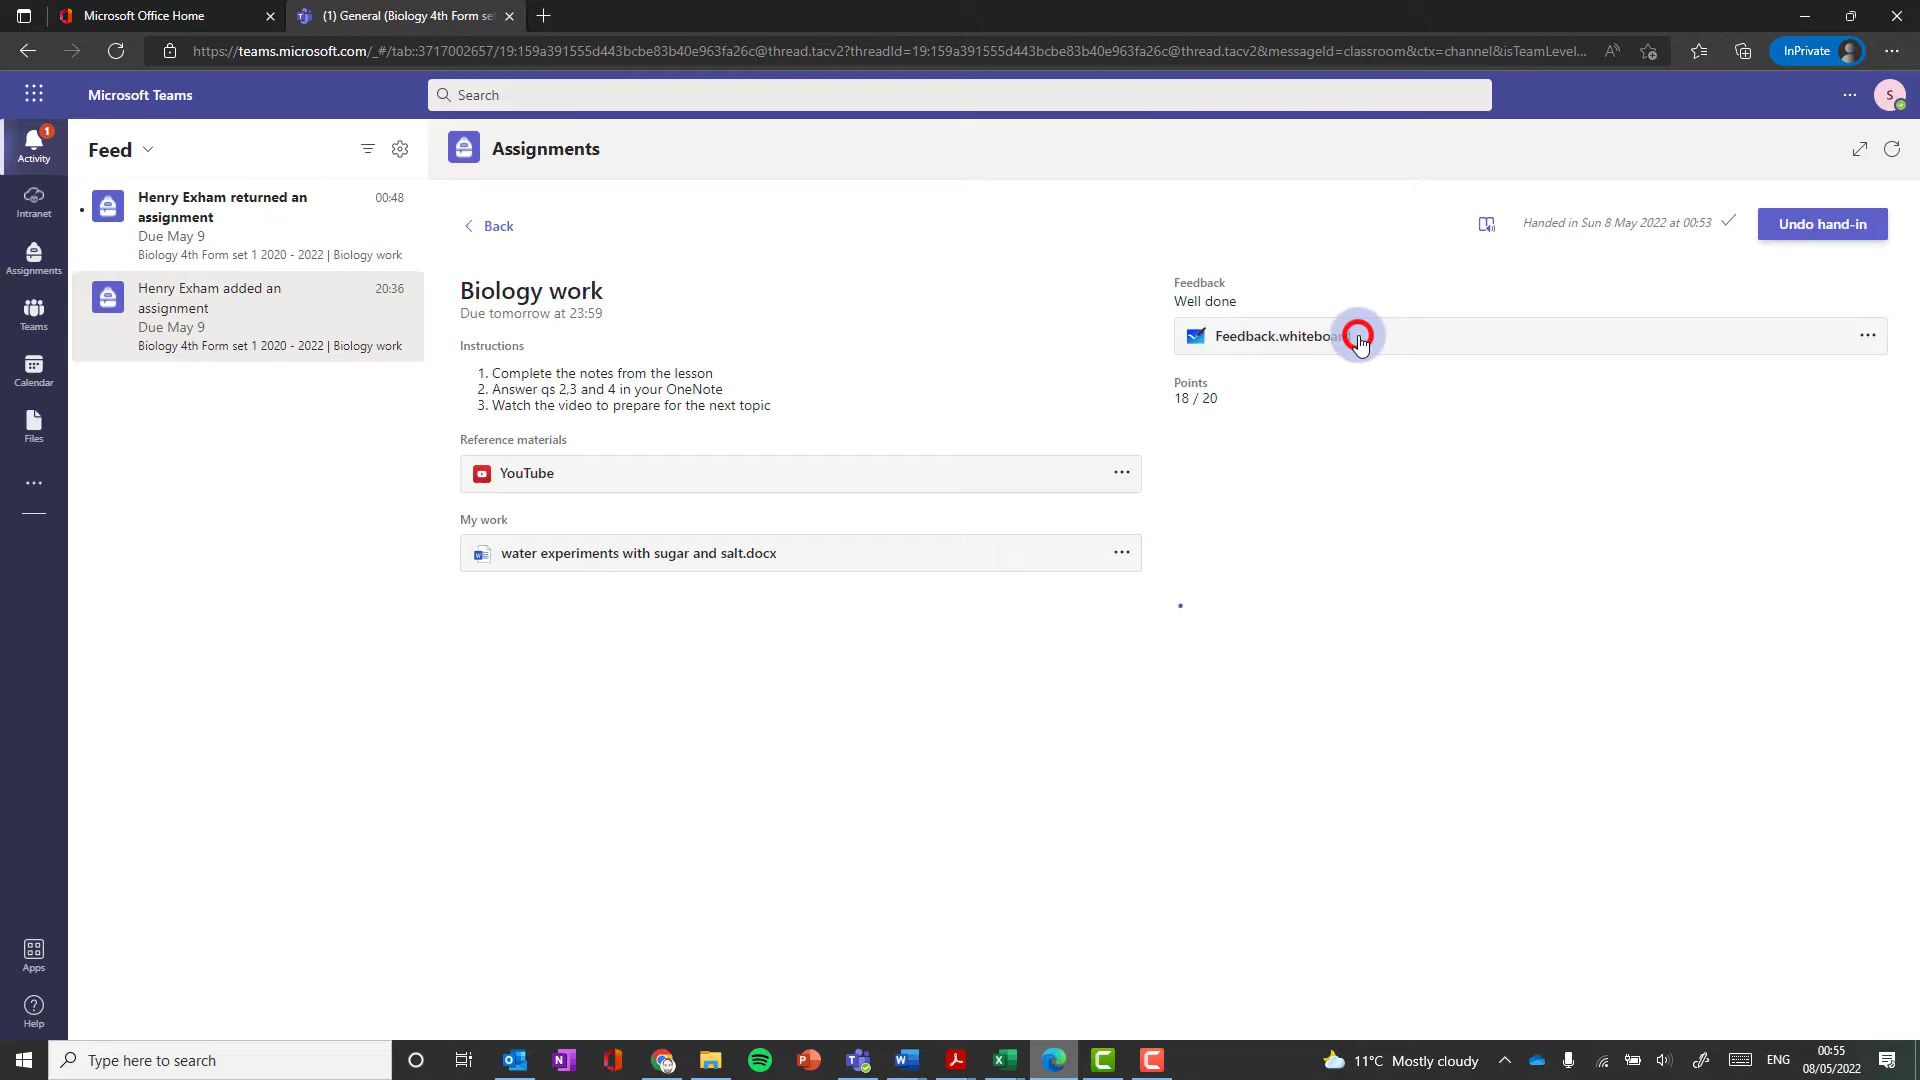 Microsoft Office Home
(1) General (Biology 4th Form se
https://teams.microsoft.com/_#/tab::3717002657/19:159a391555d443bcbe83b40e963fa26c@thread.tacv2?threadId=19:159a391555d443bcbe83b40e963fa26c@thread.tacv2&messageId=classroom&ctx=channel&isTeamLevel...
InPrivate
Microsoft Teams
Search
S
1
Activity
Intranet
Assignments
Teams
Calendar
Files
Apps
Help
Feed
Henry Exham returned an assignment
00:48
Due May 9
Biology 4th Form set 1 2020 - 2022 | Biology work
Henry Exham added an assignment
20:36
Due May 9
Biology 4th Form set 1 2020 - 2022 | Biology work
Assignments
Back
Handed in Sun 8 May 2022 at 00:53
Undo hand-in
Biology work
Due tomorrow at 23:59
Instructions
1. Complete the notes from the lesson
2. Answer qs 2,3 and 4 in your OneNote
3. Watch the video to prepare for the next topic
Reference materials
YouTube
My work
water experiments with sugar and salt.docx
Feedback
Well done
Feedback.whiteboard
Points
18 / 20
Type here to search
11°C Mostly cloudy
ENG
00:55
08/05/2022